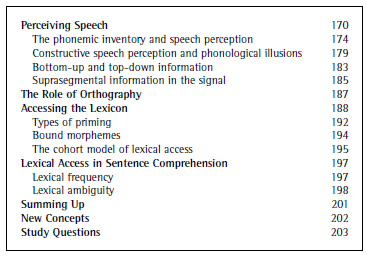 Perceiving Speech 170
The phonemic inventory and speech perception 174
Constructive speech perception and phonological illusions 179
Bottom-up and top-down information 183
Suprasegmental information in the signal 185
The Role of Orthography 187
Accessing the Lexicon 188
Types of priming 192
Bound morphemes 194
The cohort model of lexical access 195
Lexical Access in Sentence Comprehension 197
Lexical frequency 197
Lexical ambiguity 198
Summing Up 201
New Concepts 202
Study Questions 203